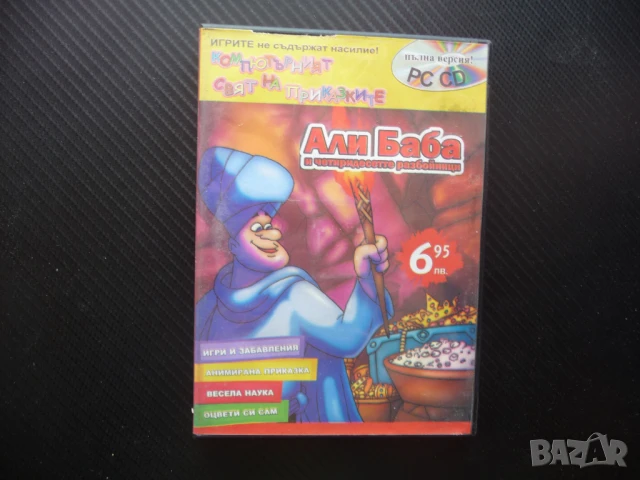 ИГРИТЕ не съдържат насилие!
КОМПЮТЪРНИЯТ
СВЯТ НА ПРИКАЗКИТЕ
пълна версия!
PC CD
Али Баба
и четиридесетте разбойници
6 95
лв.
ИГРИ И ЗАБАВЛЕНИЯ
АНИМИРАНА ПРИКАЗКА
ВЕСЕЛА НАУКА
ОЦВЕТИ СИ САМ
BAZAR